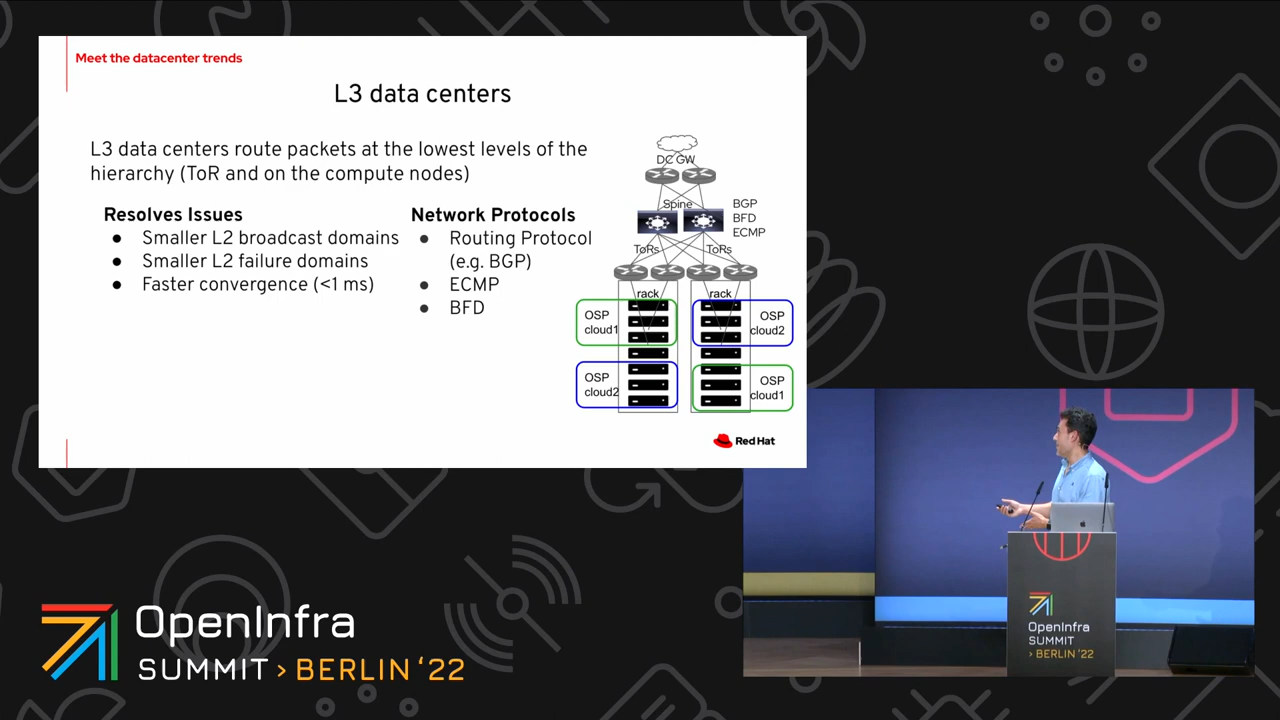 Meet the datacenter trends
L3 data centers
L3 data centers route packets at the lowest levels of the
hierarchy (ToR and on the compute nodes)
Resolves Issues
● Smaller L2 broadcast domains
● Smaller L2 failure domains
● Faster convergence (<1 ms)
Network Protocols
● Routing Protocol
(e.g. BGP)
● ECMP
● BFD
DC GW
Spine
BGP
BFD
ECMP
ToRs
ToRs
rack
rack
OSP
cloud1
OSP
cloud2
OSP
cloud2
OSP
cloud1
Red Hat
OpenInfra
SUMMIT › BERLIN ‘22
OpenInfra
SUMMIT
› BERLIN ‘22